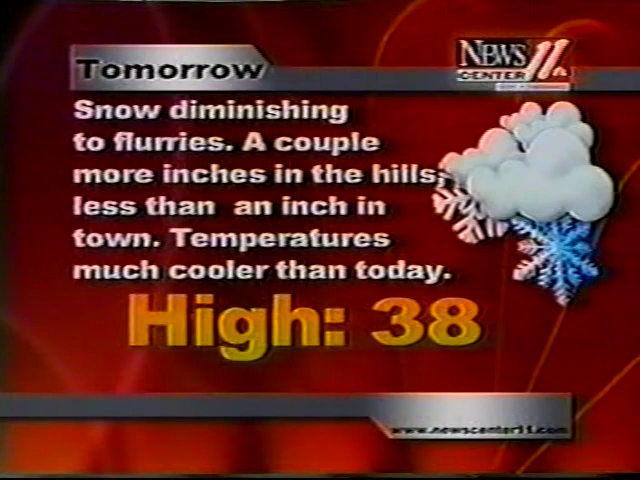 Tomorrow
NEWS 11
CENTER
Snow diminishing
to flurries. A couple
more inches in the hills,
less than an inch in
town. Temperatures
much cooler than today.
High: 38
www.newscenter11.com